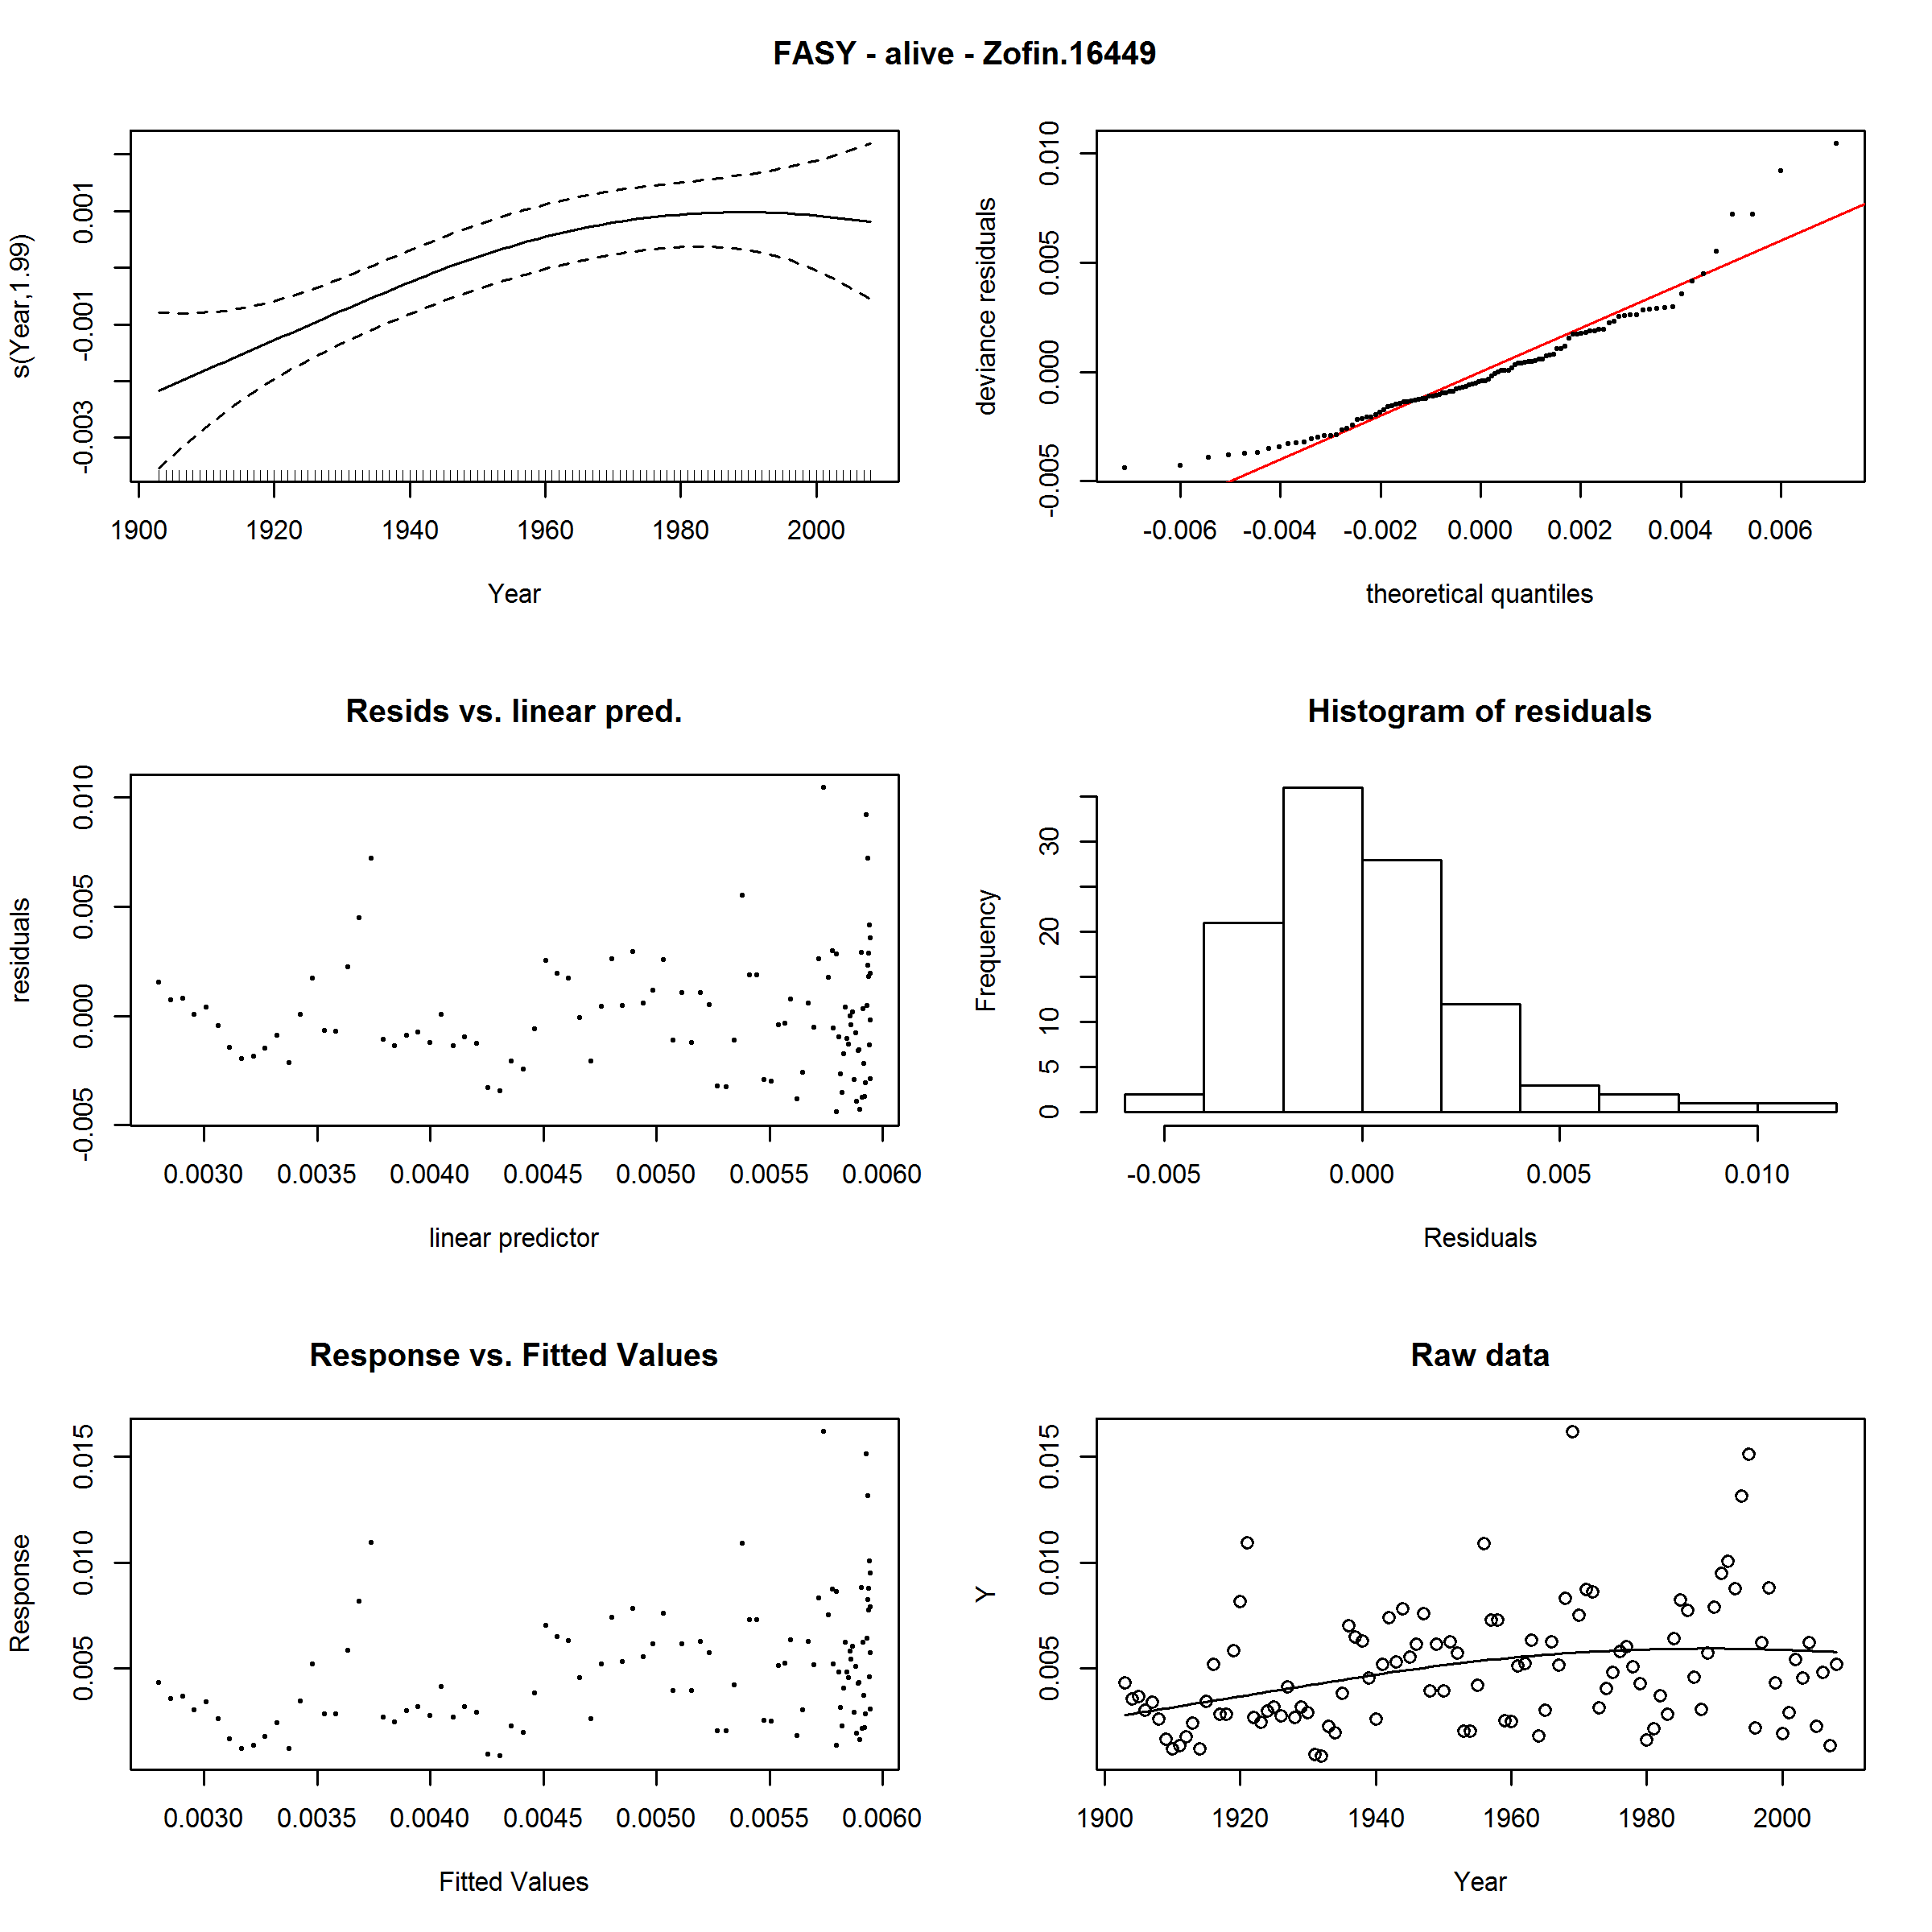 FASY - alive - Zofin.16449
s(Year,1.99)
0.001
-0.001
-0.003
1900 1920 1940 1960 1980 2000
Year
deviance residuals
0.010
0.005
0.000
-0.005
-0.006 -0.004 -0.002 0.000 0.002 0.004 0.006
theoretical quantiles
Resids vs. linear pred.
residuals
0.010
0.005
0.000
-0.005
0.0030 0.0035 0.0040 0.0045 0.0050 0.0055 0.0060
linear predictor
Histogram of residuals
Frequency
30
20
10
5
0
-0.005 0.000 0.005 0.010
Residuals
Response vs. Fitted Values
Response
0.015
0.010
0.005
0.0030 0.0035 0.0040 0.0045 0.0050 0.0055 0.0060
Fitted Values
Raw data
Y
0.015
0.010
0.005
1900 1920 1940 1960 1980 2000
Year